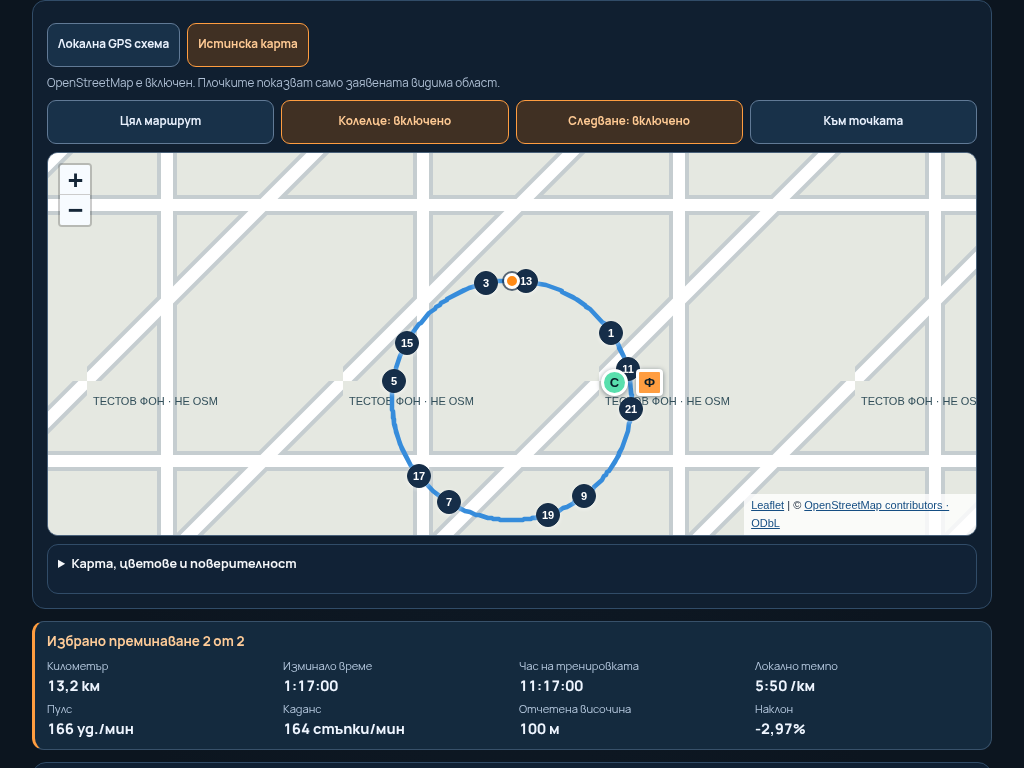 Локална GPS схема
Истинска карта
OpenStreetMap е включен. Плочките показват само заявената видима област.
Цял маршрут
Колелце: включено
Следване: включено
Към точката
+
−
3
13
1
15
11
5
С
Ф
ТЕСТОВ ФОН · НЕ OSM
ТЕСТОВ ФОН · НЕ OSM
ТЕСТОВ ФОН · НЕ OSM
ТЕСТОВ ФОН · НЕ OS
21
17
7
9
19
Leaflet | © OpenStreetMap contributors ·
ODbL
Карта, цветове и поверителност
Избрано преминаване 2 от 2
Километър
Изминало време
Час на тренировката
Локално темпо
13,2 км
1:17:00
11:17:00
5:50 /км
Пулс
Каданс
Отчетена височина
Наклон
166 уд./мин
164 стъпки/мин
100 м
-2,97%